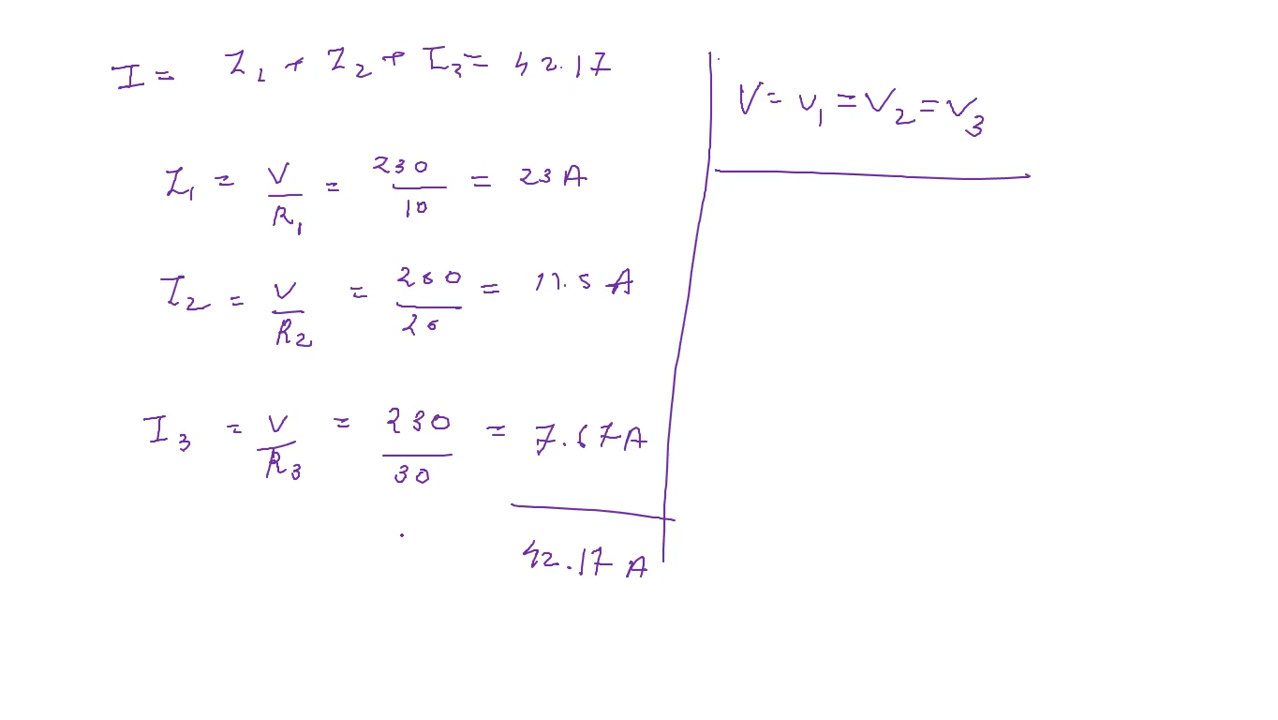 I = I₁ + I₂ + I₃ = 42.17
V = V₁ = V₂ = V₃
I₁ = V/R₁ = 230/10 = 23 A
I₂ = V/R₂ = 230/20 = 11.5 A
I₃ = V/R₃ = 230/30 = 7.67 A
42.17 A